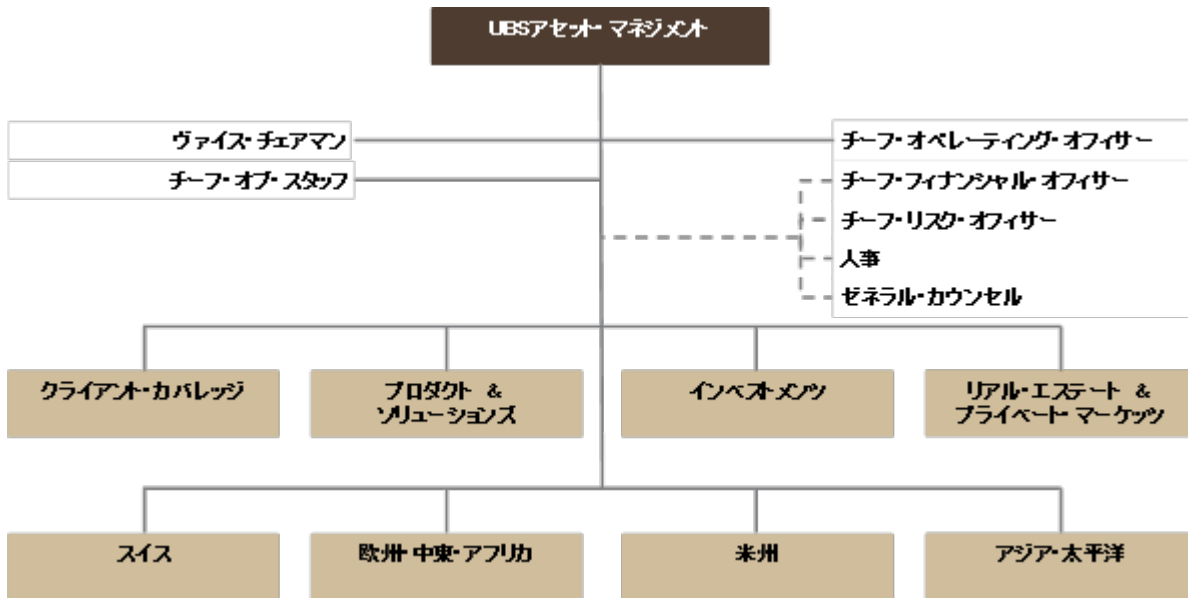 UBSアセット・マネジメント
ヴァイス・チェアマン
チーフ・オペレーティング・オフィサー
チーフ・オブ・スタッフ
チーフ・フィナンシャル・オフィサー
チーフ・リスク・オフィサー
人事
ゼネラル・カウンセル
クライアント・カバレッジ
プロダクト &
ソリューションズ
インベストメンツ
リアル・エステート &
プライベート・マーケッツ
スイス
欧州・中東・アフリカ
米州
アジア・太平洋